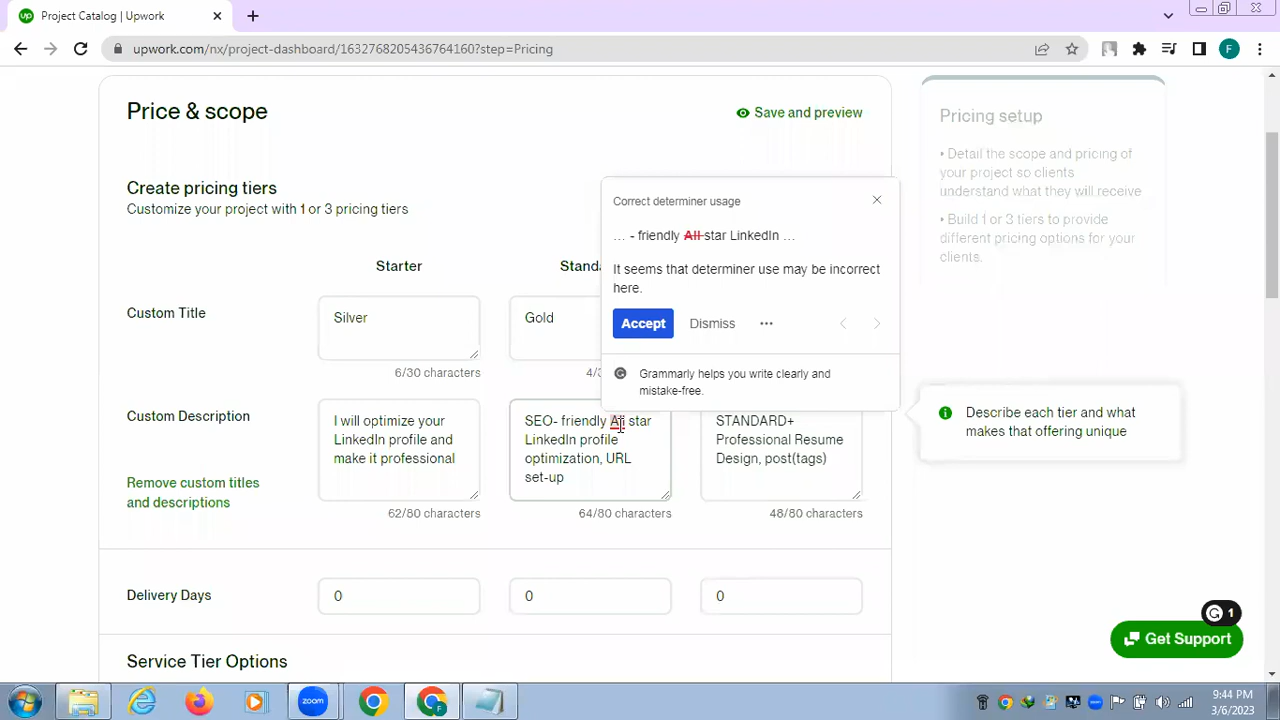 Project Catalog | Upwork
upwork.com/nx/project-dashboard/1632768205436764160?step=Pricing
F
Price & scope
Save and preview
Create pricing tiers
Customize your project with 1 or 3 pricing tiers
Starter
Standa
Custom Title
Silver
Gold
6/30 characters
4/3
Custom Description
I will optimize your
LinkedIn profile and
make it professional
62/80 characters
SEO- friendly All star
LinkedIn profile
optimization, URL
set-up
64/80 characters
STANDARD+
Professional Resume
Design, post(tags)
48/80 characters
Remove custom titles
and descriptions
Correct determiner usage
... - friendly All star LinkedIn ...
It seems that determiner use may be incorrect
here.
Accept
Dismiss
Grammarly helps you write clearly and
mistake-free.
Delivery Days
0
0
0
Service Tier Options
Pricing setup
• Detail the scope and pricing of
your project so clients
understand what they will receive
• Build 1 or 3 tiers to provide
different pricing options for your
clients.
Describe each tier and what
makes that offering unique
1
Get Support
zoom
F
9:44 PM
3/6/2023